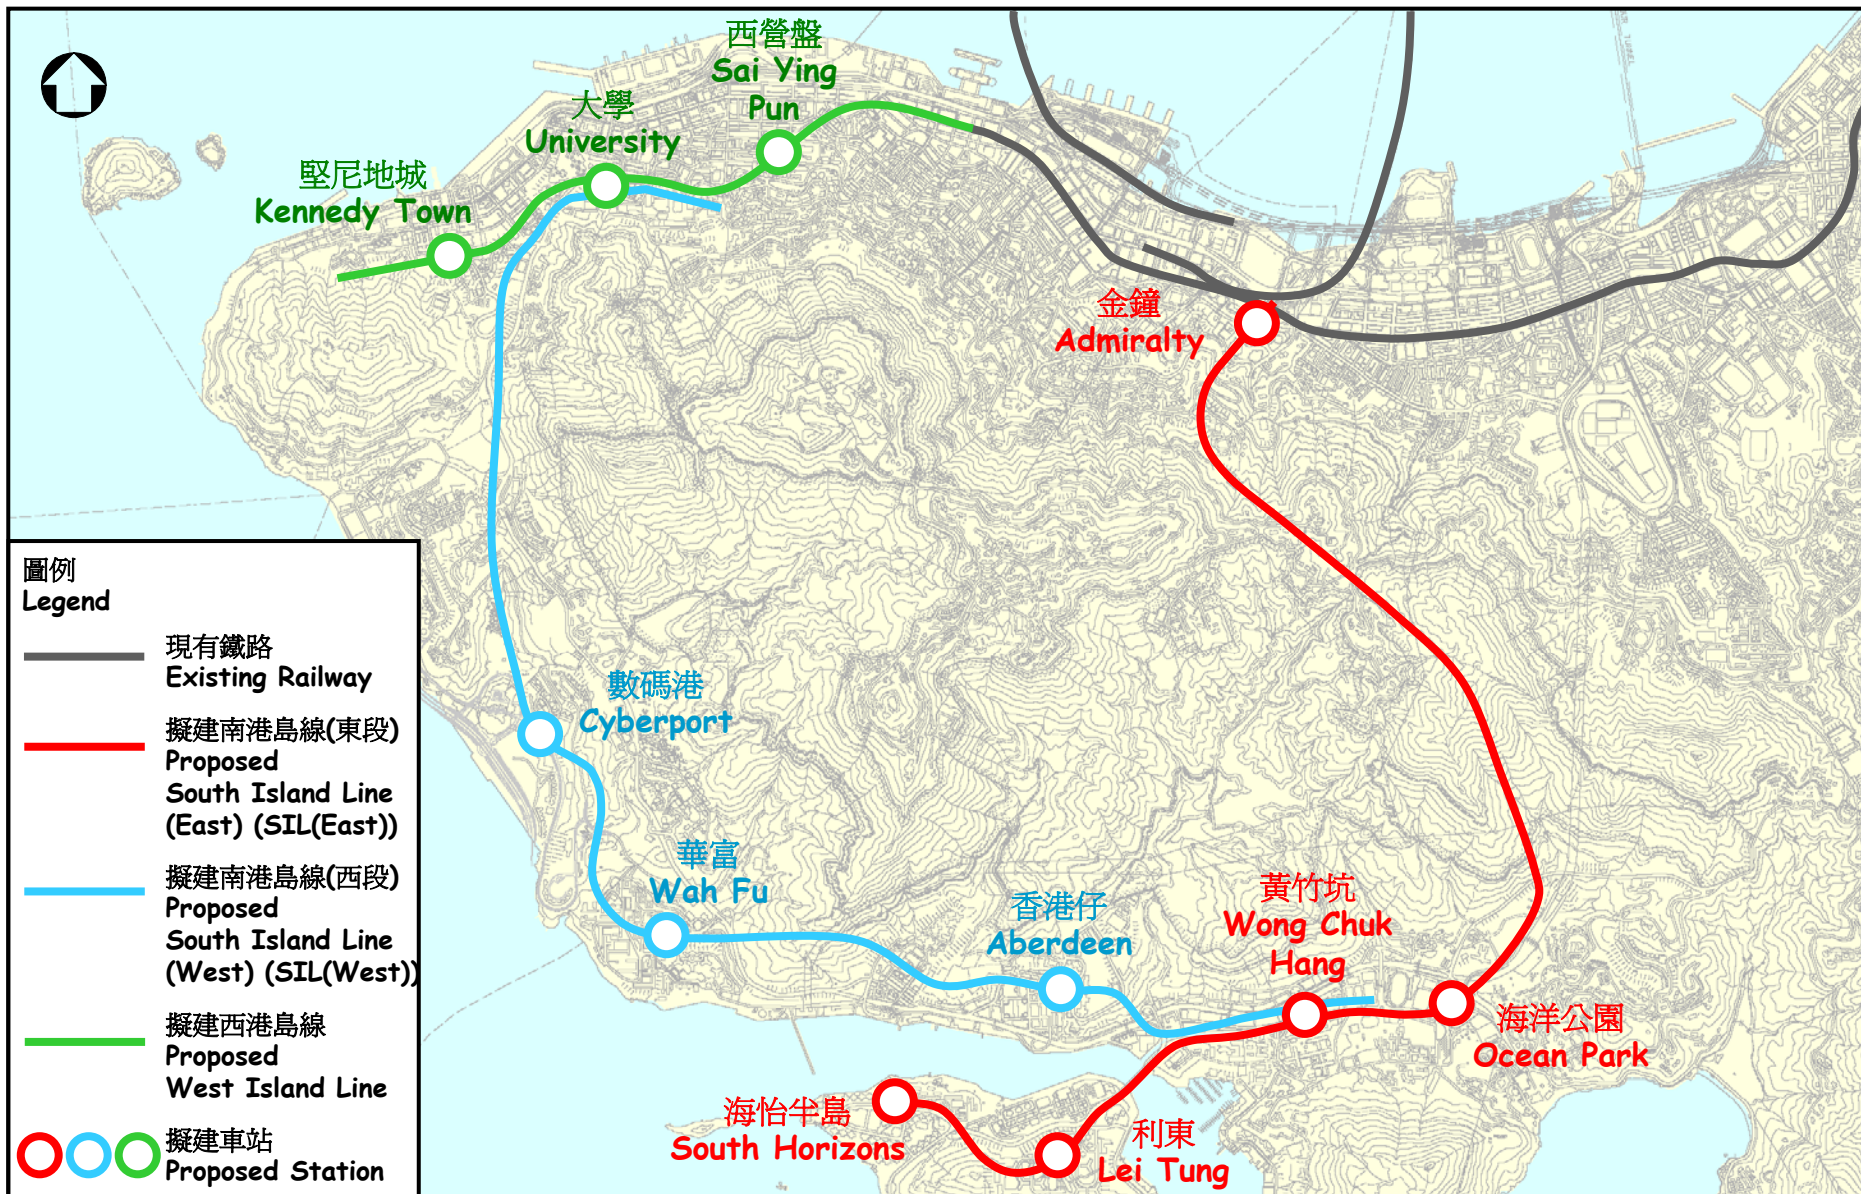 西營盤
Sai Ying
Pun
大學
University
堅尼地城
Kennedy Town
金鐘
Admiralty
數碼港
Cyberport
華富
Wah Fu
香港仔
Aberdeen
黃竹坑
Wong Chuk
Hang
海洋公園
Ocean Park
海怡半島
South Horizons
利東
Lei Tung
圖例
Legend
現有鐵路
Existing Railway
擬建南港島線(東段)
Proposed
South Island Line
(East) (SIL(East))
擬建南港島線(西段)
Proposed
South Island Line
(West) (SIL(West))
擬建西港島線
Proposed
West Island Line
擬建車站
Proposed Station